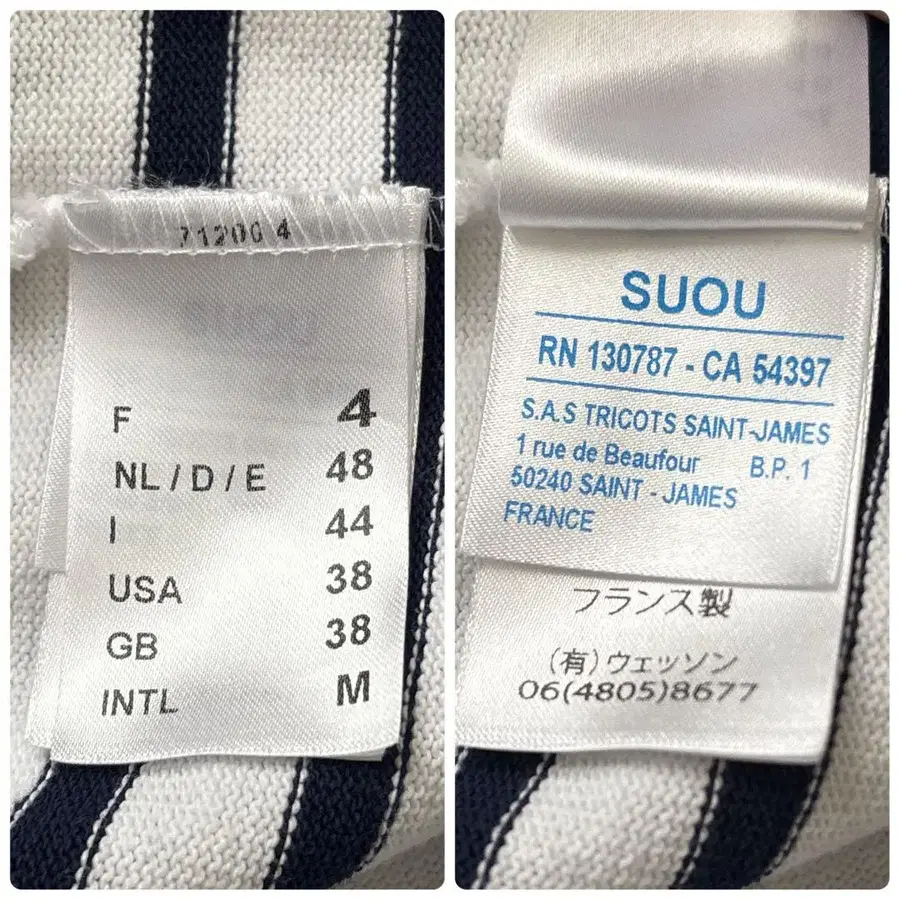 71200 4
F 4
NL / D / E 48
I 44
USA 38
GB 38
INTL M
SUOU
RN 130787 - CA 54397
S.A.S TRICOTS SAINT-JAMES
1 rue de Beaufour B.P. 1
50240 SAINT - JAMES
FRANCE
フランス製
(有)ウェッソン
06(4805)8677